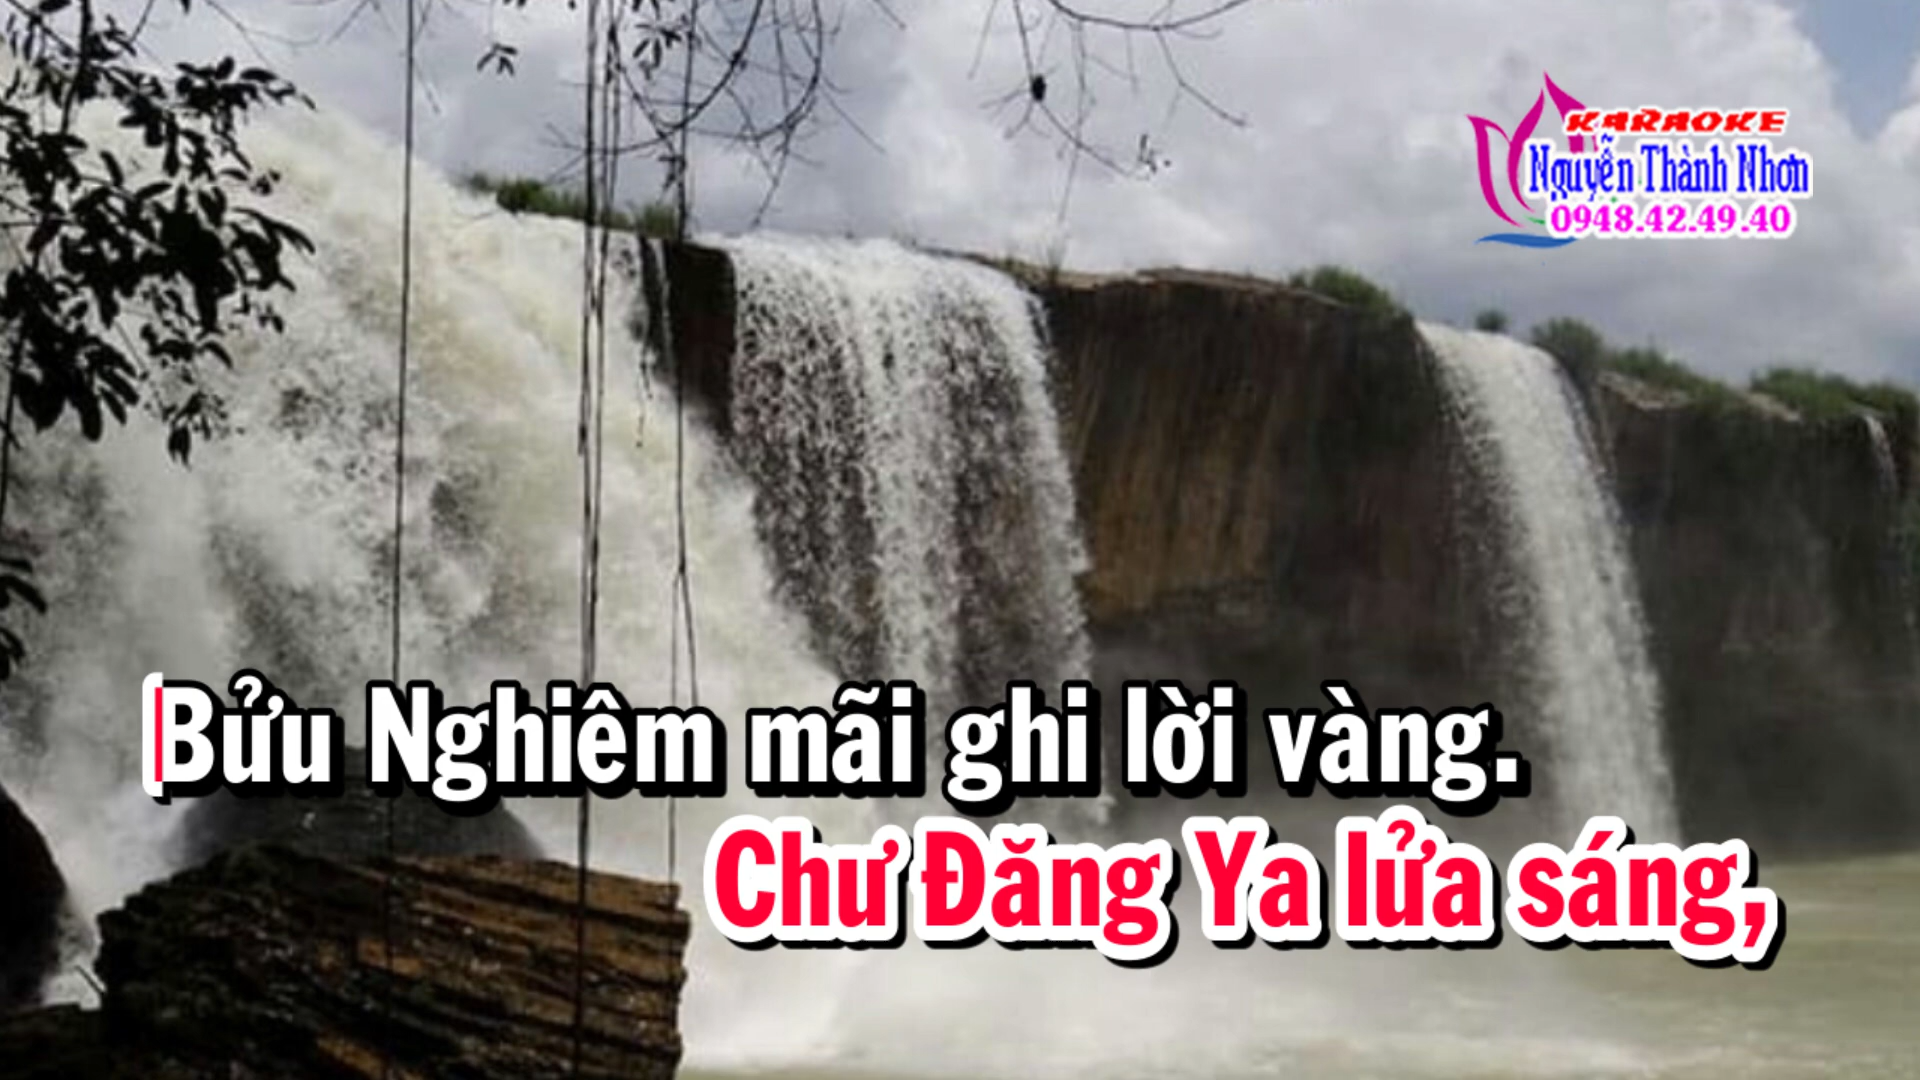 KARAOKE
Nguyễn Thành Nhơn
0948.42.49.40
Bửu Nghiêm mãi ghi lời vàng.
Chư Đăng Ya lửa sáng,